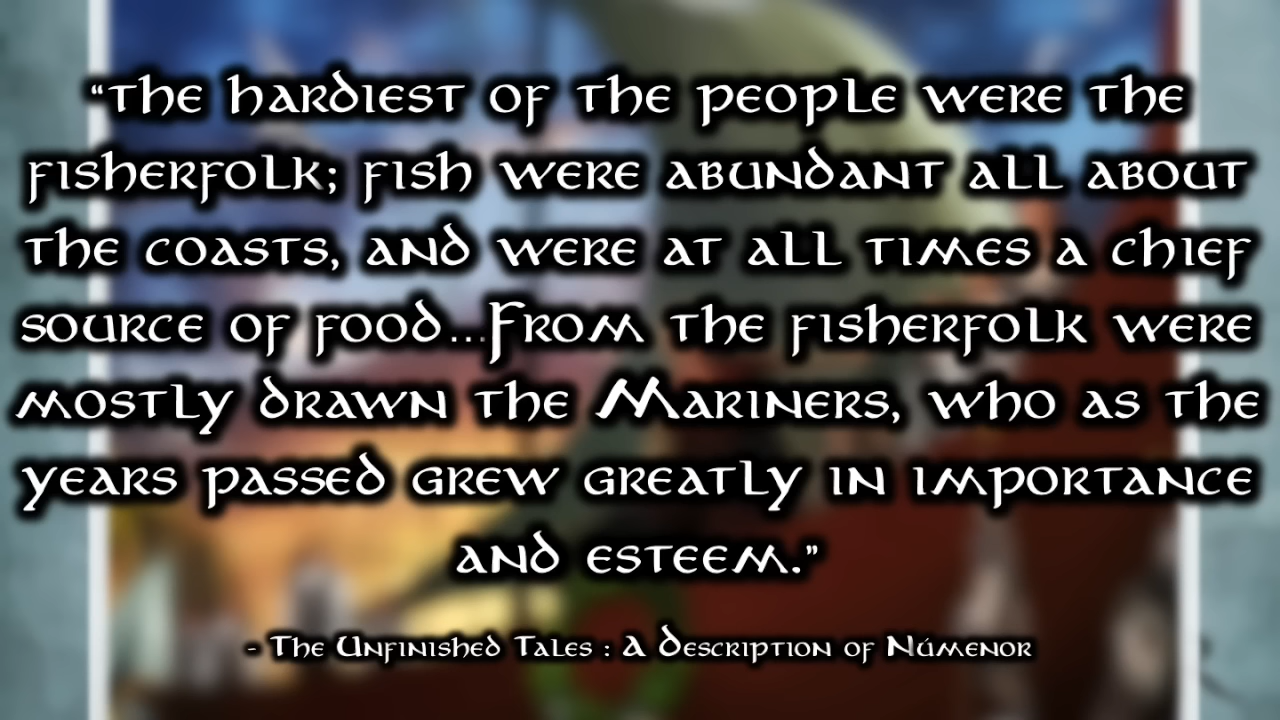 “The hardiest of the people were the
fisherfolk; fish were abundant all about
the coasts, and were at all times a chief
source of food...From the fisherfolk were
mostly drawn the Mariners, who as the
years passed grew greatly in importance
and esteem.”
- The Unfinished Tales : A Description of Númenor